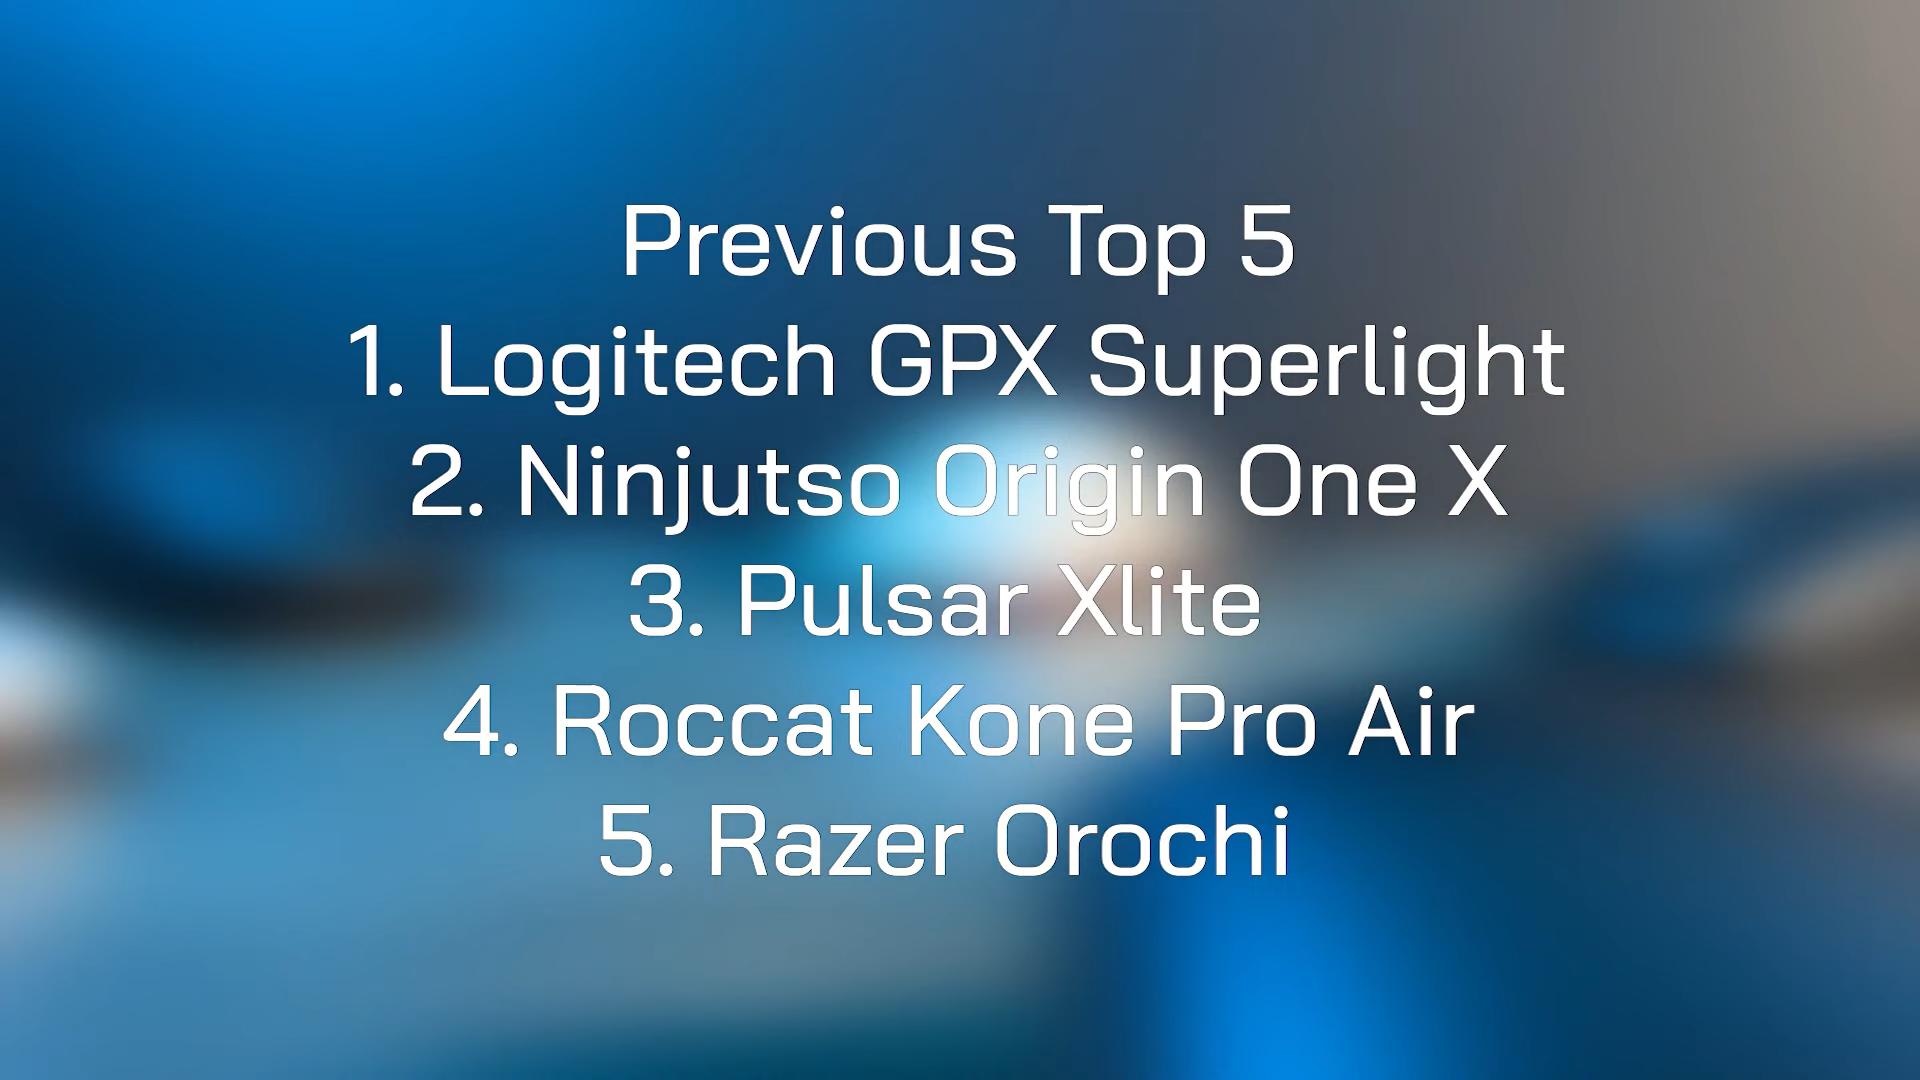 Previous Top 5
1. Logitech GPX Superlight
2. Ninjutso Origin One X
3. Pulsar Xlite
4. Roccat Kone Pro Air
5. Razer Orochi